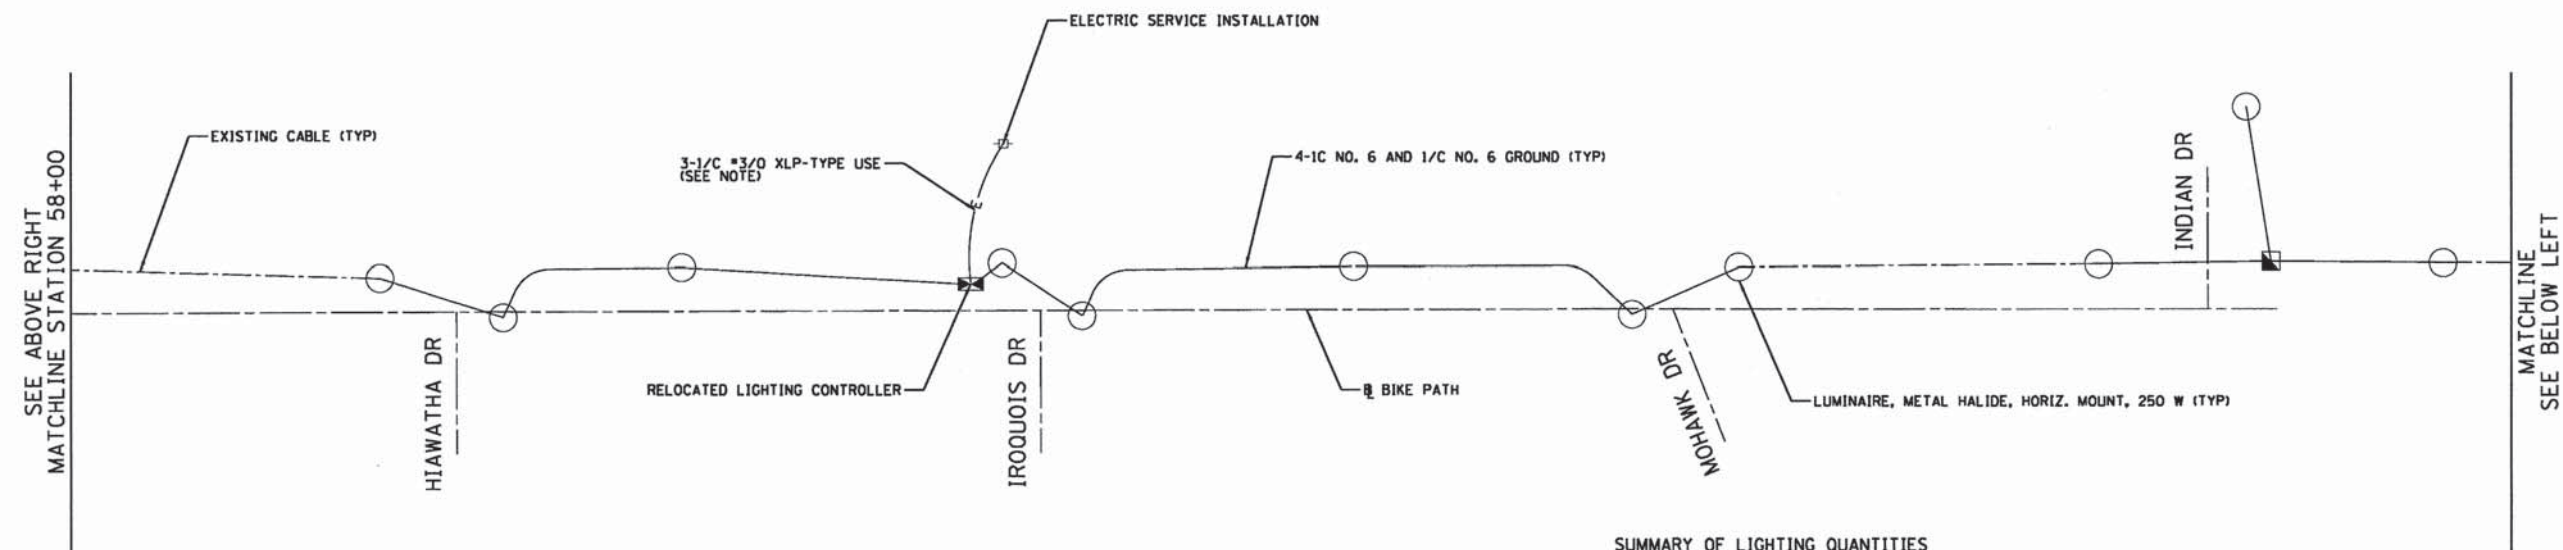 ELECTRIC SERVICE INSTALLATION
EXISTING CABLE (TYP)
3-1/C #3/0 XLP-TYPE USE
(SEE NOTE)
4-1C NO. 6 AND 1/C NO. 6 GROUND (TYP)
INDIAN DR
SEE ABOVE RIGHT
MATCHLINE STATION 58+00
E
HIAWATHA DR
RELOCATED LIGHTING CONTROLLER
IROQUOIS DR
BL BIKE PATH
MOHAWK DR
LUMINAIRE, METAL HALIDE, HORIZ. MOUNT, 250 W (TYP)
MATCHLINE
SEE BELOW LEFT
SUMMARY OF LIGHTING QUANTITIES